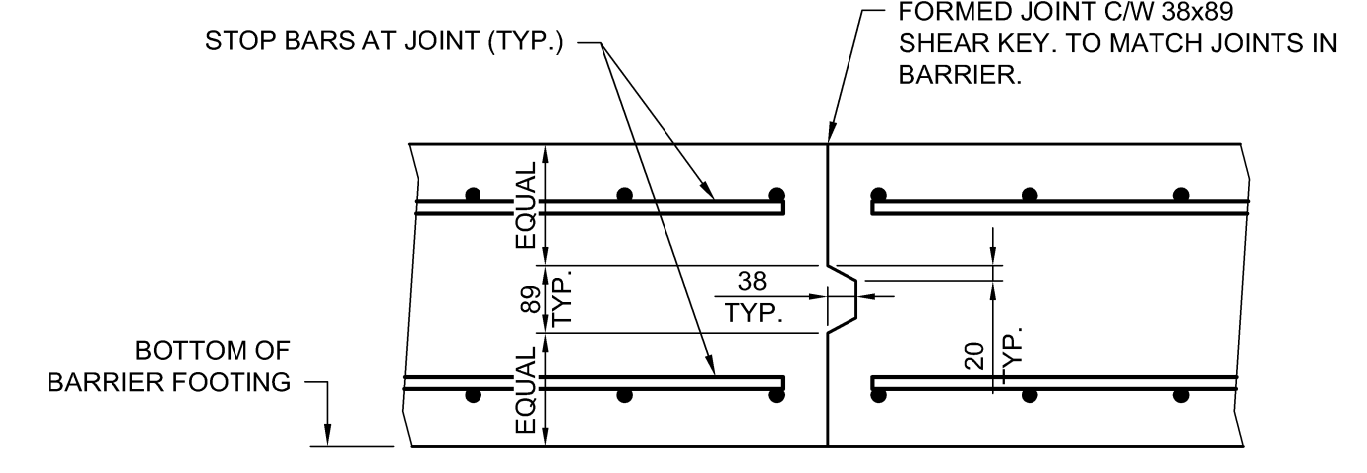 FORMED JOINT C/W 38x89
STOP BARS AT JOINT (TYP.)
SHEAR KEY. TO MATCH JOINTS IN
BARRIER.
EQUAL
89
TYP.
38
TYP.
20
TYP.
EQUAL
BOTTOM OF
BARRIER FOOTING